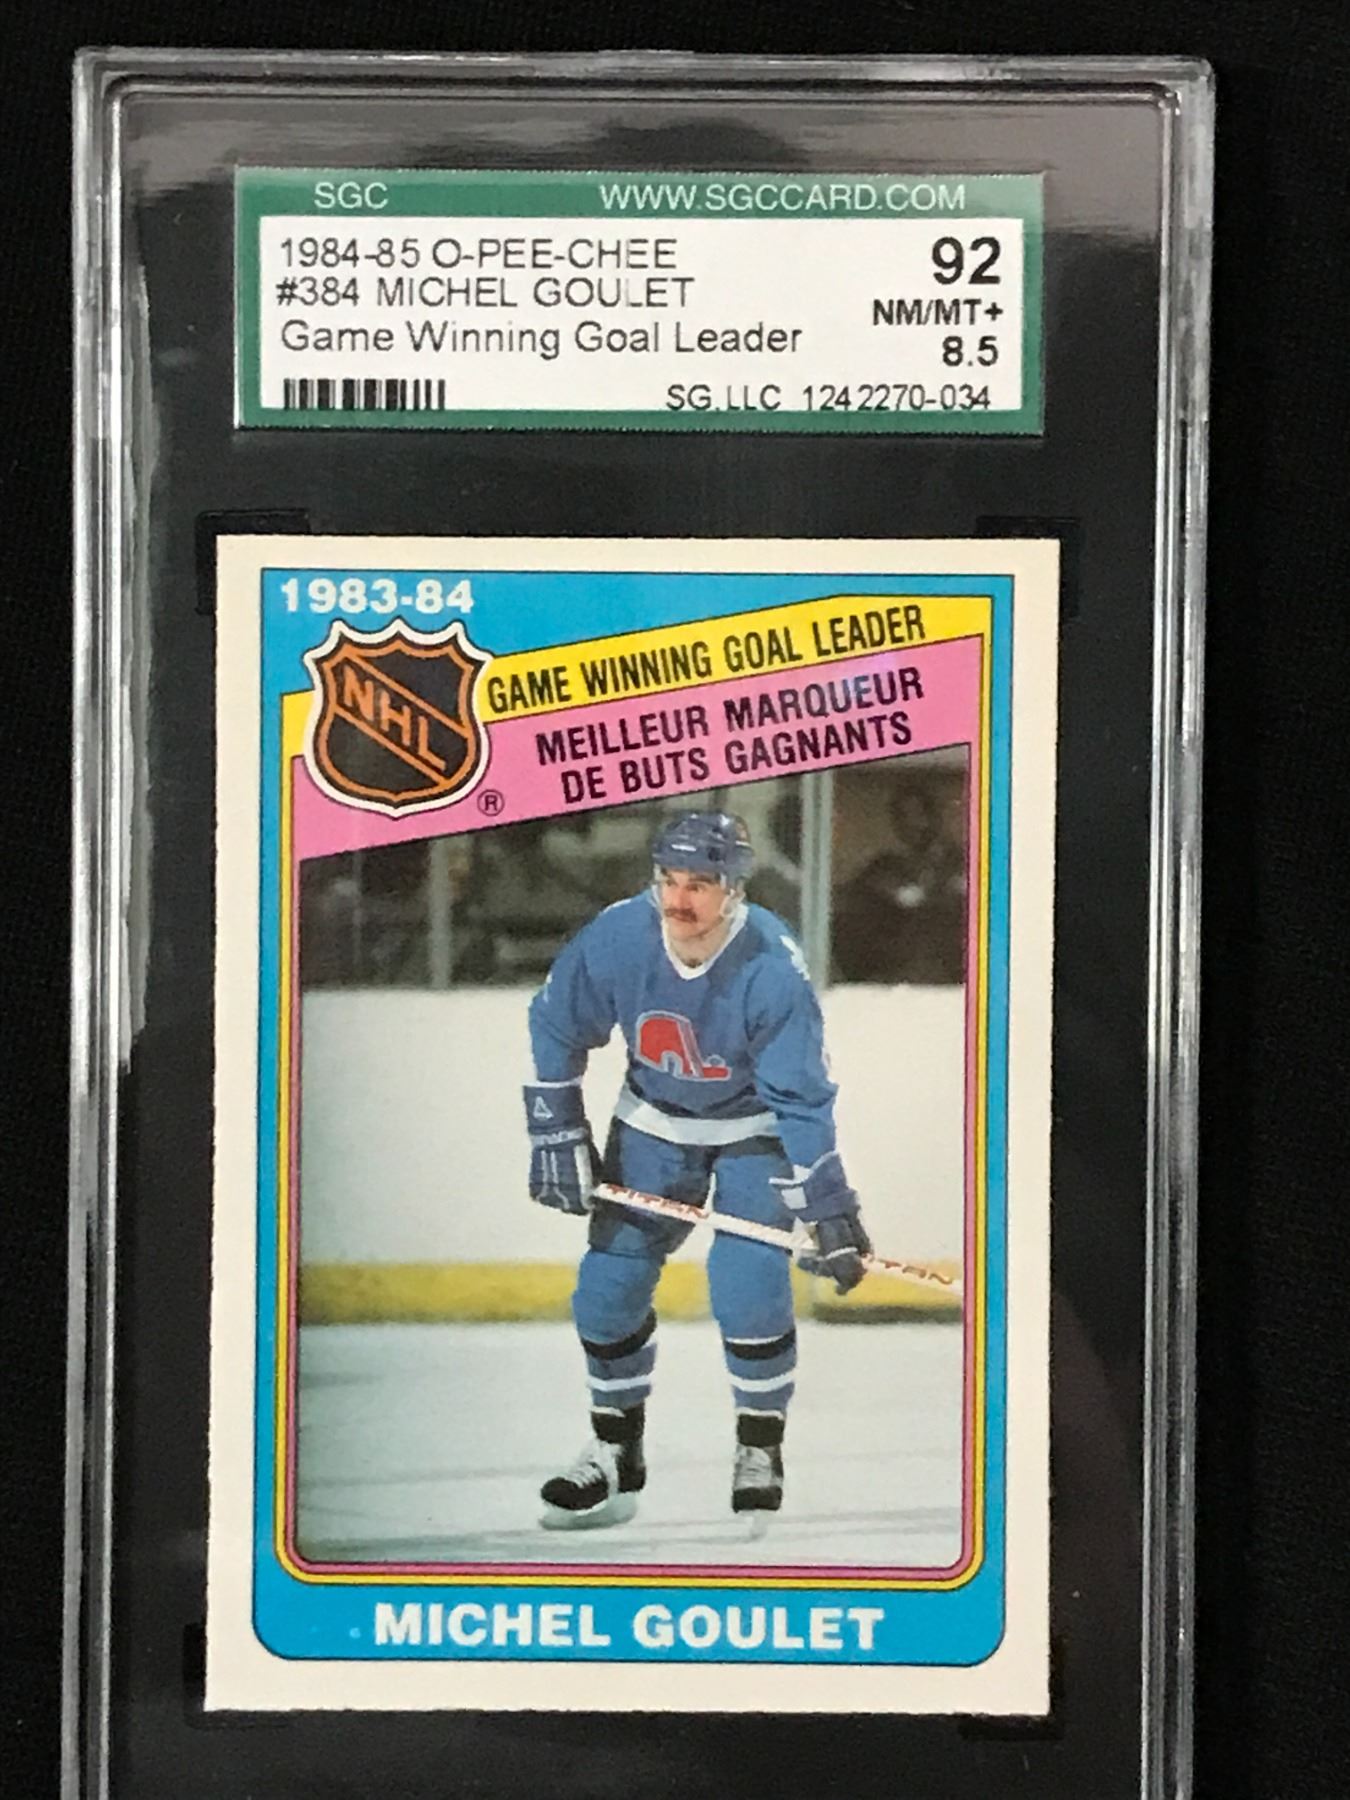 SGC WWW.SGCCARD.COM
1984-85 O-PEE-CHEE 92
#384 MICHEL GOULET NM/MT+
Game Winning Goal Leader 8.5
SG.LLC 1242270-034
1983-84
NHL
®
GAME WINNING GOAL LEADER
MEILLEUR MARQUEUR
DE BUTS GAGNANTS
TITAN TITAN
MICHEL GOULET